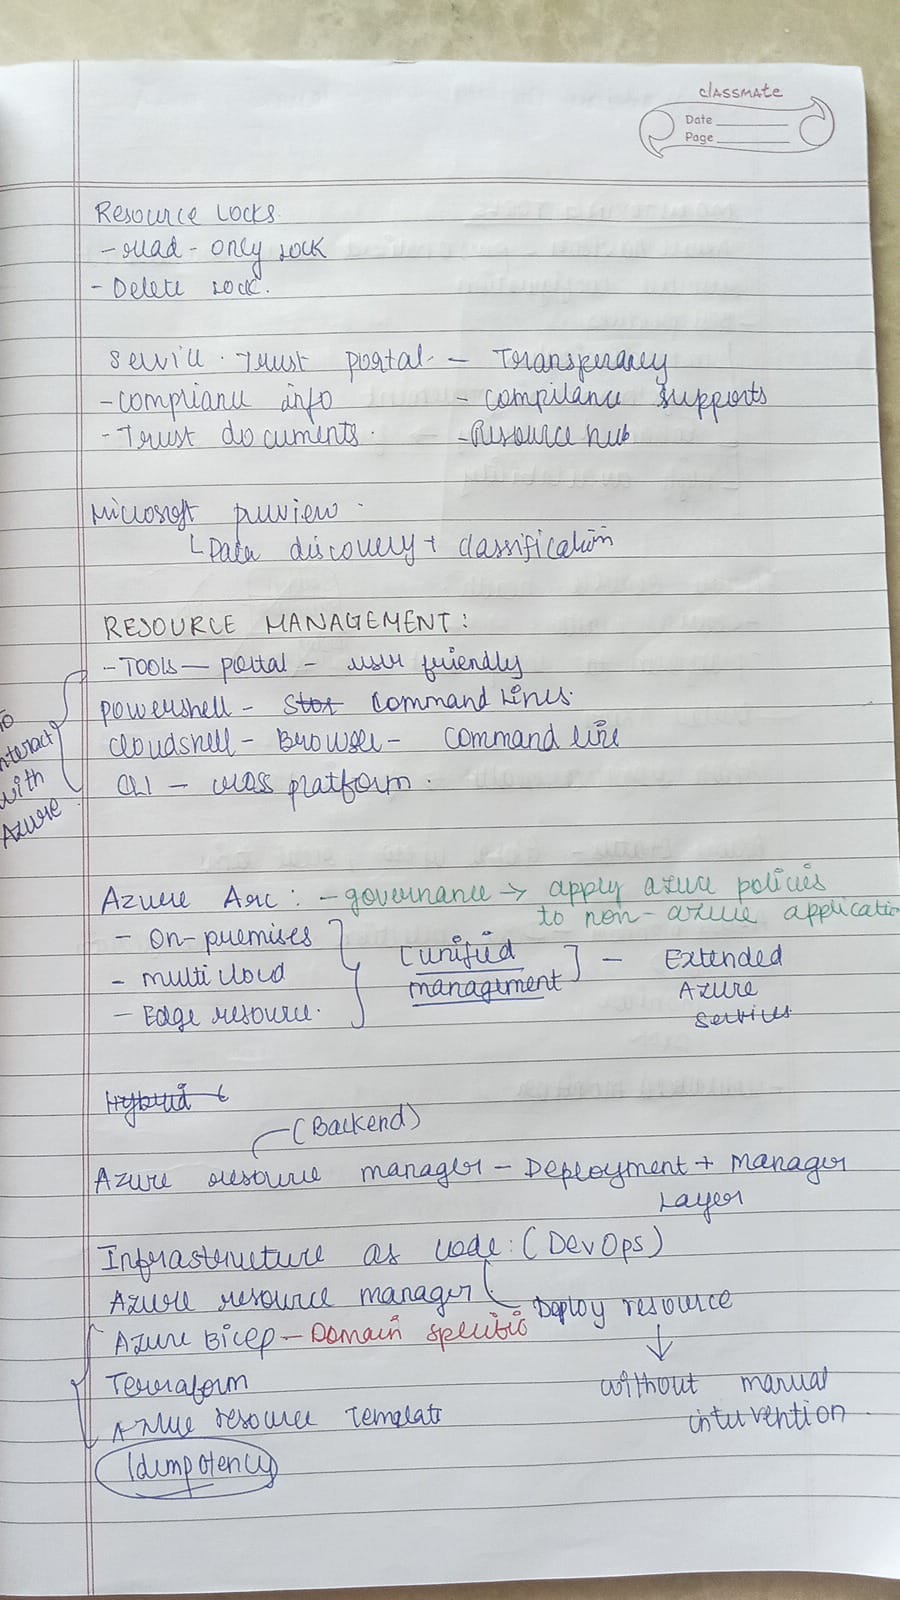 classmate
Date
Page
Resource Locks.
- read-only lock
- Delete lock.
Service Trust portal - Transparency
- compliance info - compilance supports
- Trust documents. - Resource hub
Microsoft purview.
Data discovery + classification
RESOURCE MANAGEMENT:
- Tools - portal - user friendly
powershell - command lines.
cloudshell - Browser - command line
CLI - cross platform.
To interact with Azure
Azure Arc: - governance → apply azure policies
to non-azure application
- on-premises
- multi cloud
- Edge resource.
[unified management] - Extended Azure services
Hybrid
(Backend)
Azure resource manager - Deployment + manager
Layer
Infrastructure as code: (DevOps)
Azure resource manager Deploy resource
Azure Bicep - Domain specific ↓
Terraform without manual
Azure resource template intervention.
Idempotency